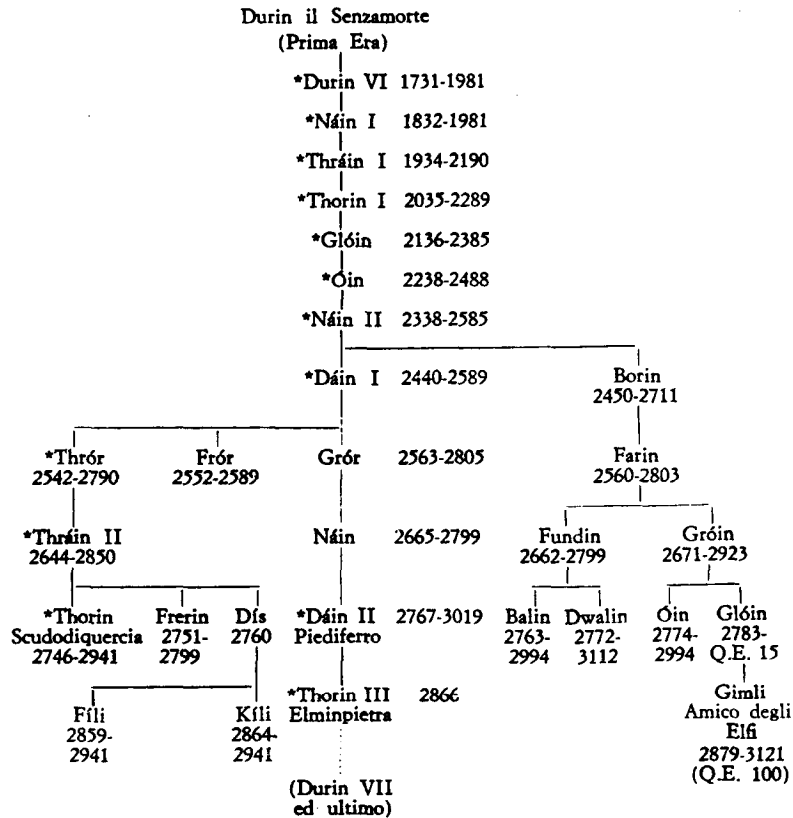 Durin il Senzamorte
(Prima Era)
*Durin VI 1731-1981
*Náin I 1832-1981
*Thráin I 1934-2190
*Thorin I 2035-2289
*Glóin 2136-2385
*Óin 2238-2488
*Náin II 2338-2585
*Dáin I 2440-2589 Borin
2450-2711
*Thrór Frór Grór 2563-2805 Farin
2542-2790 2552-2589 2560-2803
*Thráin II Náin 2665-2799 Fundin Gróin
2644-2850 2662-2799 2671-2923
*Thorin Frerin Dís *Dáin II 2767-3019 Balin Dwalin Óin Glóin
Scudodiquercia 2751- 2760 Piediferro 2763- 2772- 2774- 2783-
2746-2941 2799 2994 3112 2994 Q.E. 15
*Thorin III 2866 Gimli
Fíli Kíli Elminpietra Amico degli
2859- 2864- Elfi
2941 2941 2879-3121
(Durin VII (Q.E. 100)
ed ultimo)